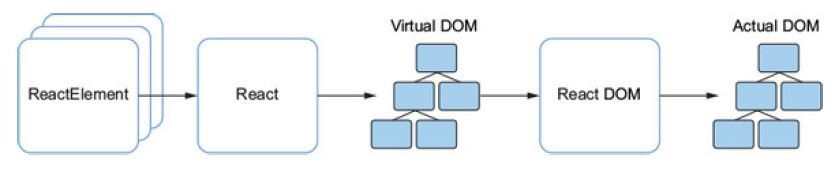 ReactElement
React
Virtual DOM
React DOM
Actual DOM